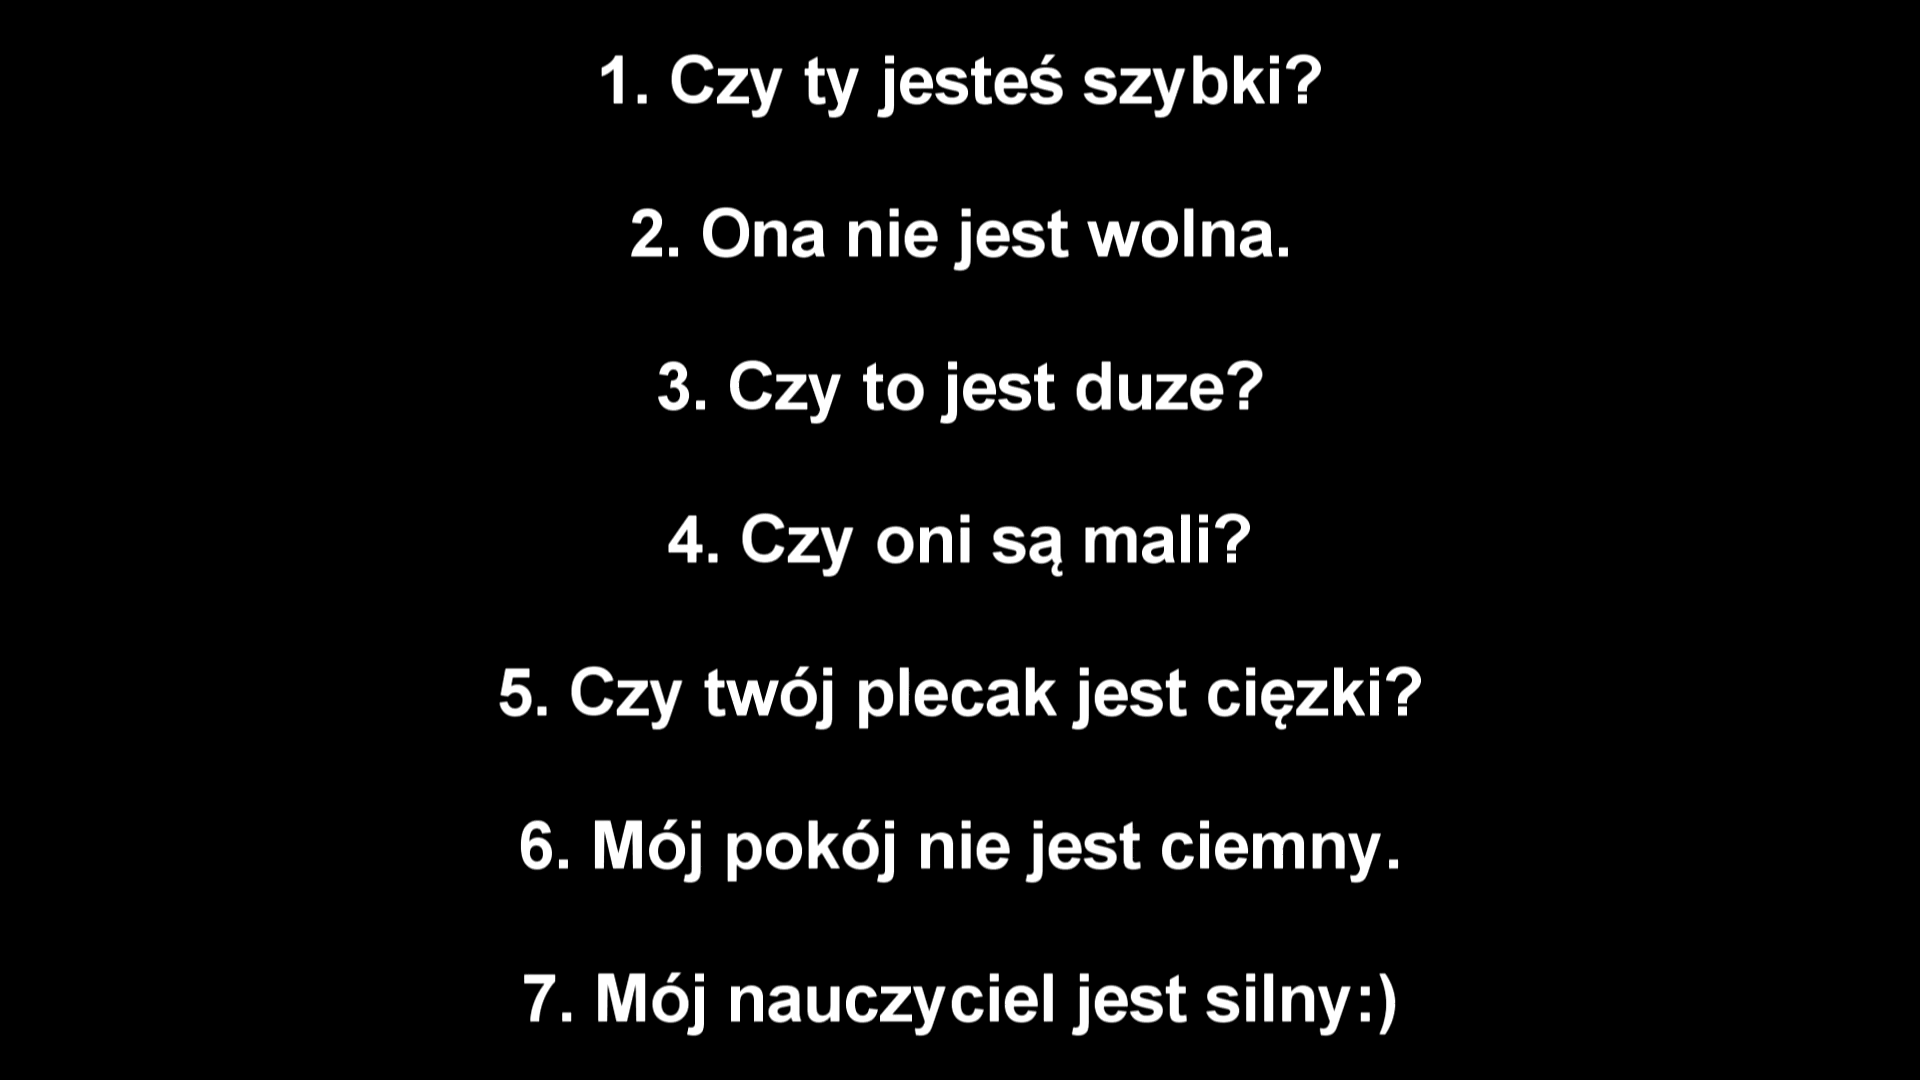 1. Czy ty jesteś szybki?
2. Ona nie jest wolna.
3. Czy to jest duze?
4. Czy oni są mali?
5. Czy twój plecak jest cięzki?
6. Mój pokój nie jest ciemny.
7. Mój nauczyciel jest silny:)